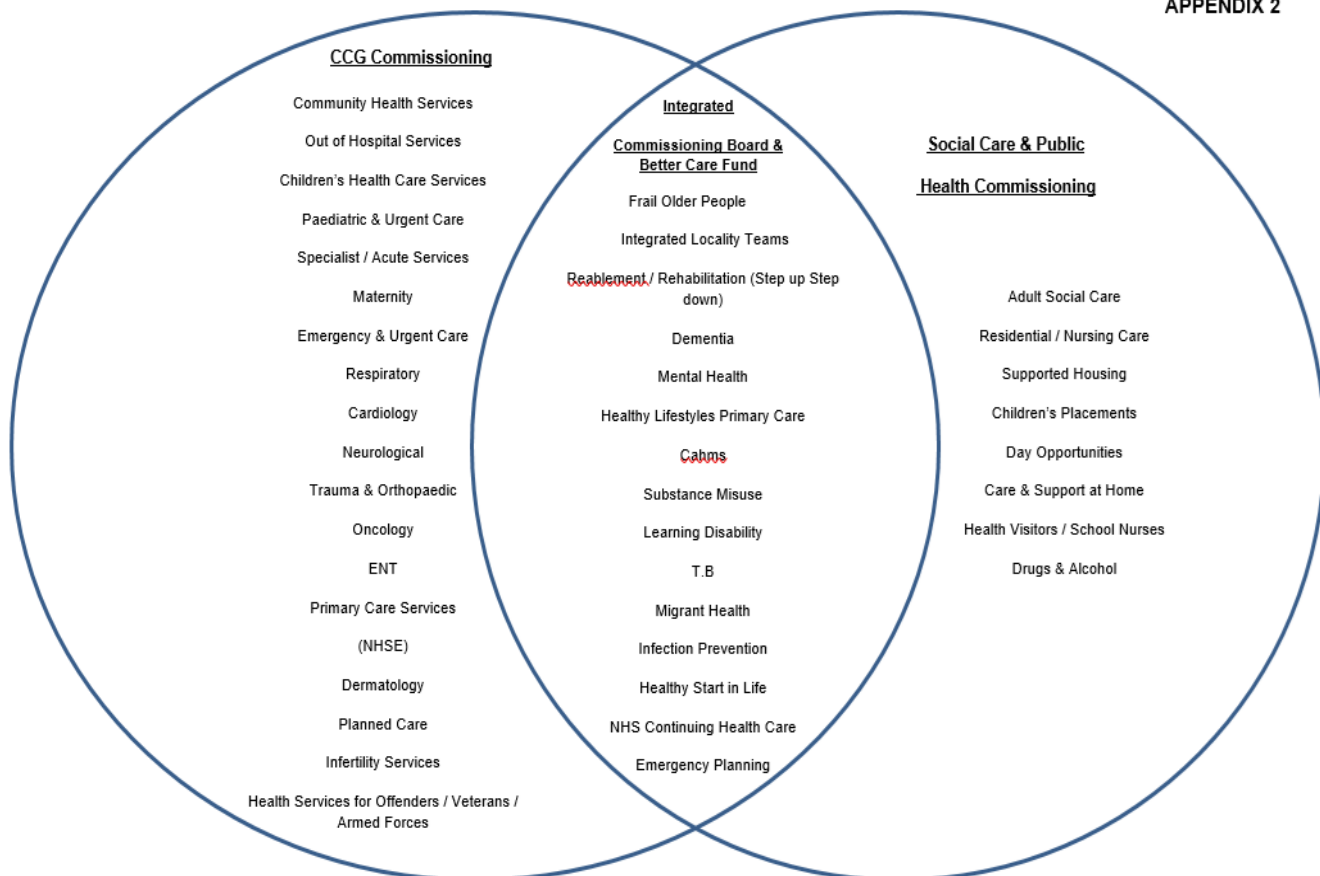 APPENDIX 2
CCG Commissioning
Community Health Services
Out of Hospital Services
Children's Health Care Services
Paediatric & Urgent Care
Specialist / Acute Services
Maternity
Emergency & Urgent Care
Respiratory
Cardiology
Neurological
Trauma & Orthopaedic
Oncology
ENT
Primary Care Services
(NHSE)
Dermatology
Planned Care
Infertility Services
Health Services for Offenders / Veterans /
Armed Forces
Integrated
Commissioning Board &
Better Care Fund
Frail Older People
Integrated Locality Teams
Reablement / Rehabilitation (Step up Step
down)
Dementia
Mental Health
Healthy Lifestyles Primary Care
Cahms
Substance Misuse
Learning Disability
T.B
Migrant Health
Infection Prevention
Healthy Start in Life
NHS Continuing Health Care
Emergency Planning
Social Care & Public
Health Commissioning
Adult Social Care
Residential / Nursing Care
Supported Housing
Children's Placements
Day Opportunities
Care & Support at Home
Health Visitors / School Nurses
Drugs & Alcohol